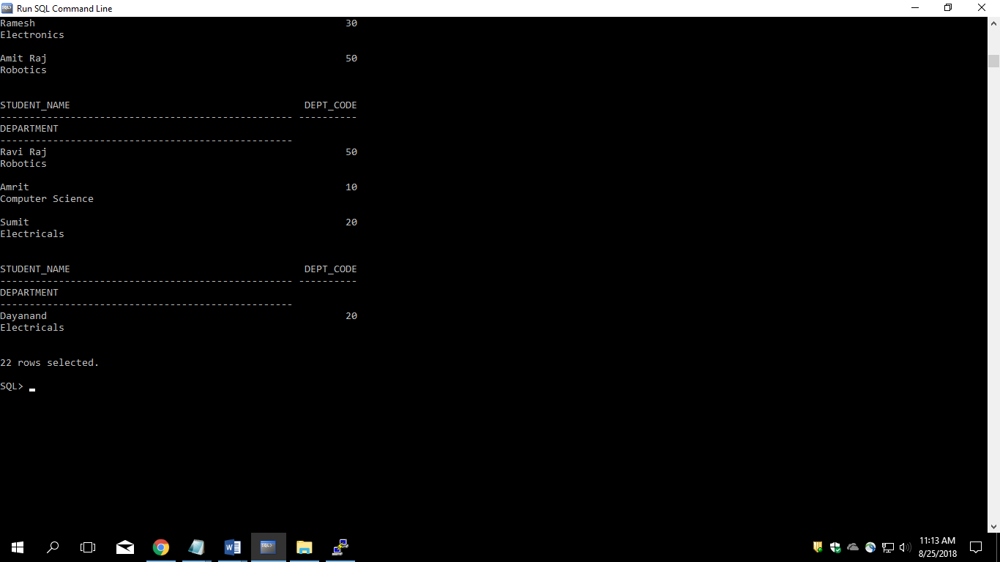 Run SQL Command Line
Ramesh                                                     30
Electronics
Amit Raj                                                   50
Robotics
STUDENT_NAME                                        DEPT_CODE
-------------------------------------------------- ----------
DEPARTMENT
--------------------------------------------------
Ravi Raj                                                   50
Robotics
Amrit                                                      10
Computer Science
Sumit                                                      20
Electricals
STUDENT_NAME                                        DEPT_CODE
-------------------------------------------------- ----------
DEPARTMENT
--------------------------------------------------
Dayanand                                                   20
Electricals
22 rows selected.
SQL>
11:13 AM
8/25/2018